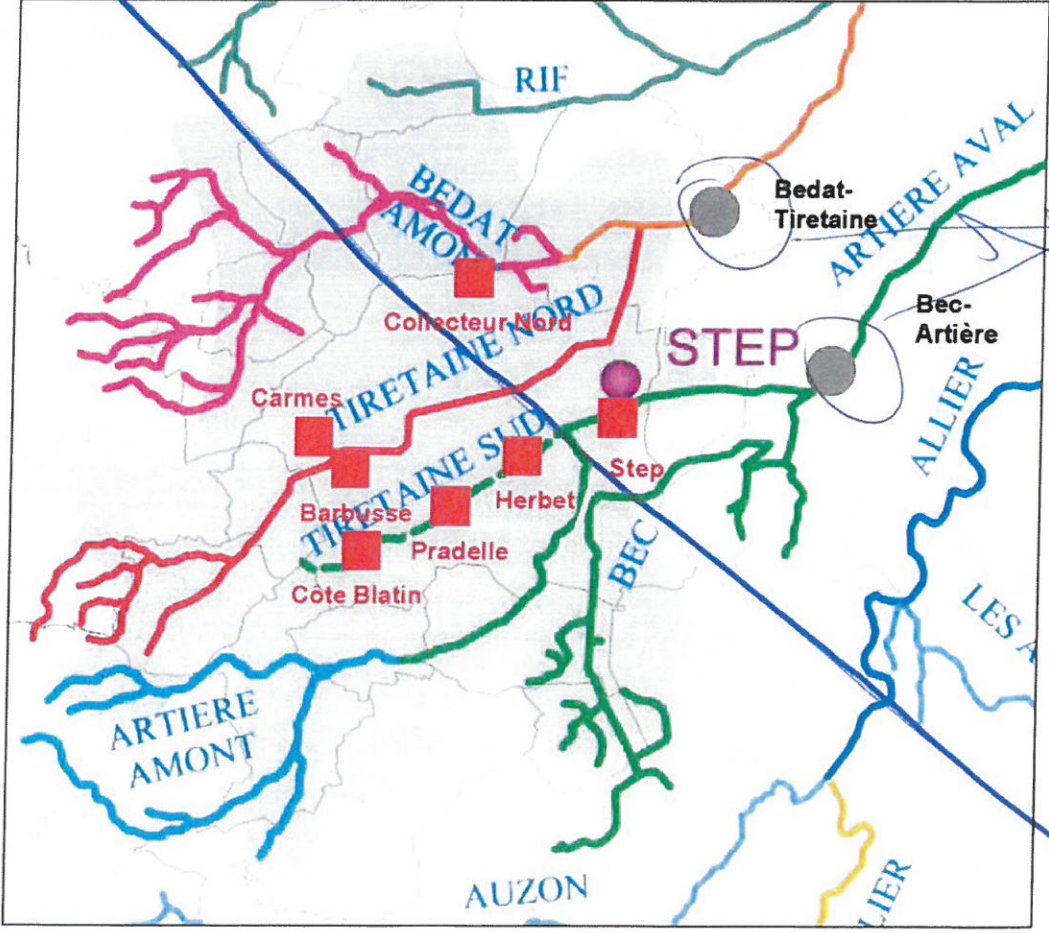 RIF
BEDAT
AMON
Bedat-
Tiretaine
ARTIERE AVAL
Collecteur Nord
TIRETAINE NORD
Bec-
Artière
STEP
Carmes
TIRETAINE SUD
Step
ALLIER
Herbet
Barbusse
Pradelle
BEC
Côte Blatin
LES A
ARTIERE
AMONT
AUZON
LIER